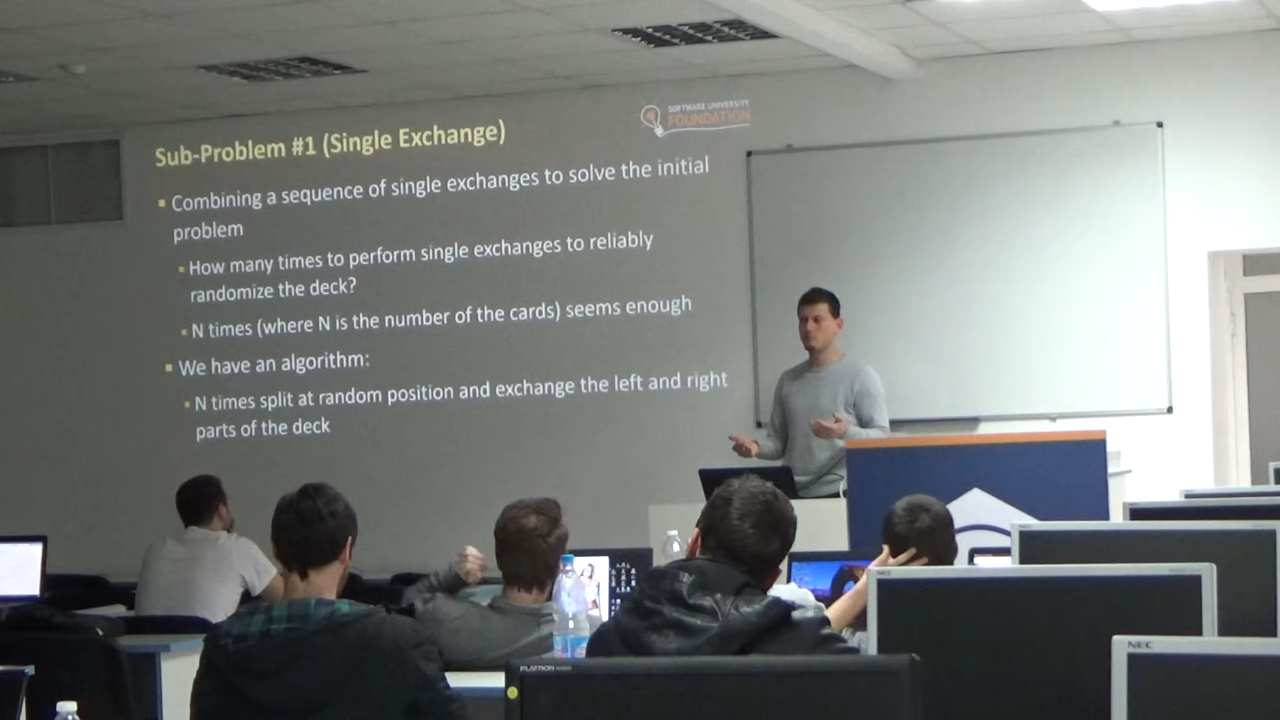 SOFTWARE UNIVERSITY
FOUNDATION
Sub-Problem #1 (Single Exchange)
▪ Combining a sequence of single exchanges to solve the initial
problem
▪ How many times to perform single exchanges to reliably
randomize the deck?
▪ N times (where N is the number of the cards) seems enough
▪ We have an algorithm:
▪ N times split at random position and exchange the left and right
parts of the deck
NEC
NEC
FLATRON